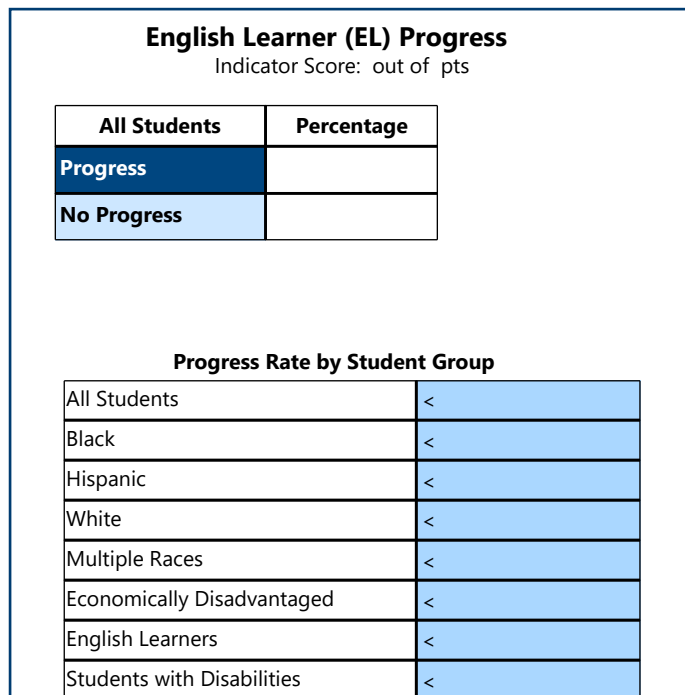 English Learner (EL) Progress
Indicator Score: out of pts
All Students Percentage
Progress
No Progress
Progress Rate by Student Group
All Students <
Black <
Hispanic <
White <
Multiple Races <
Economically Disadvantaged <
English Learners <
Students with Disabilities <